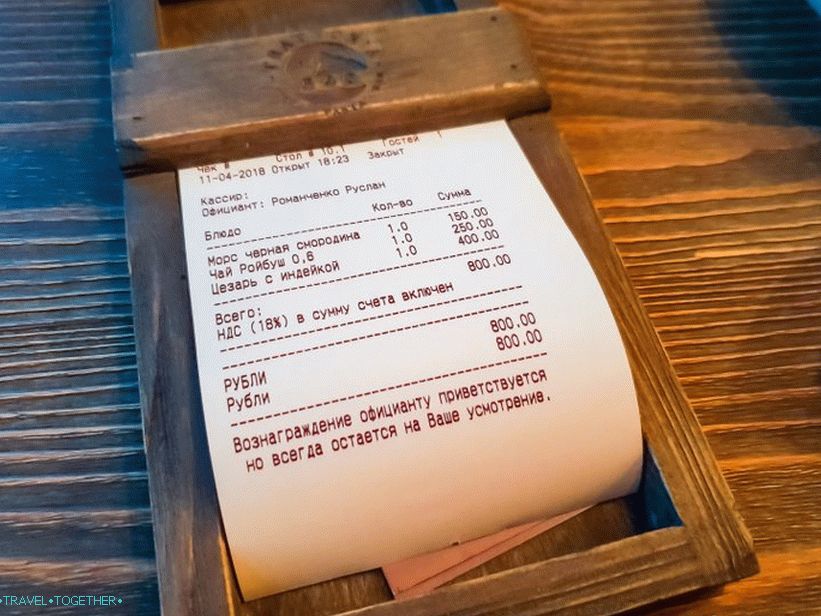 Чек # Стол # 10.1 Гостей 1
11-04-2018 Открыт 18:23 Закрыт
Кассир:
Официант: Романченко Руслан
Блюдо Кол-во Сумма
Морс черная смородина 1.0 150.00
Чай Ройбуш 0,6 1.0 250.00
Цезарь с индейкой 1.0 400.00
Всего: 800.00
НДС (18%) в сумму счета включен
РУБЛИ 800.00
Рубли 800.00
Вознаграждение официанту приветствуется
но всегда остается на Ваше усмотрение.
•TRAVEL•TOGETHER•